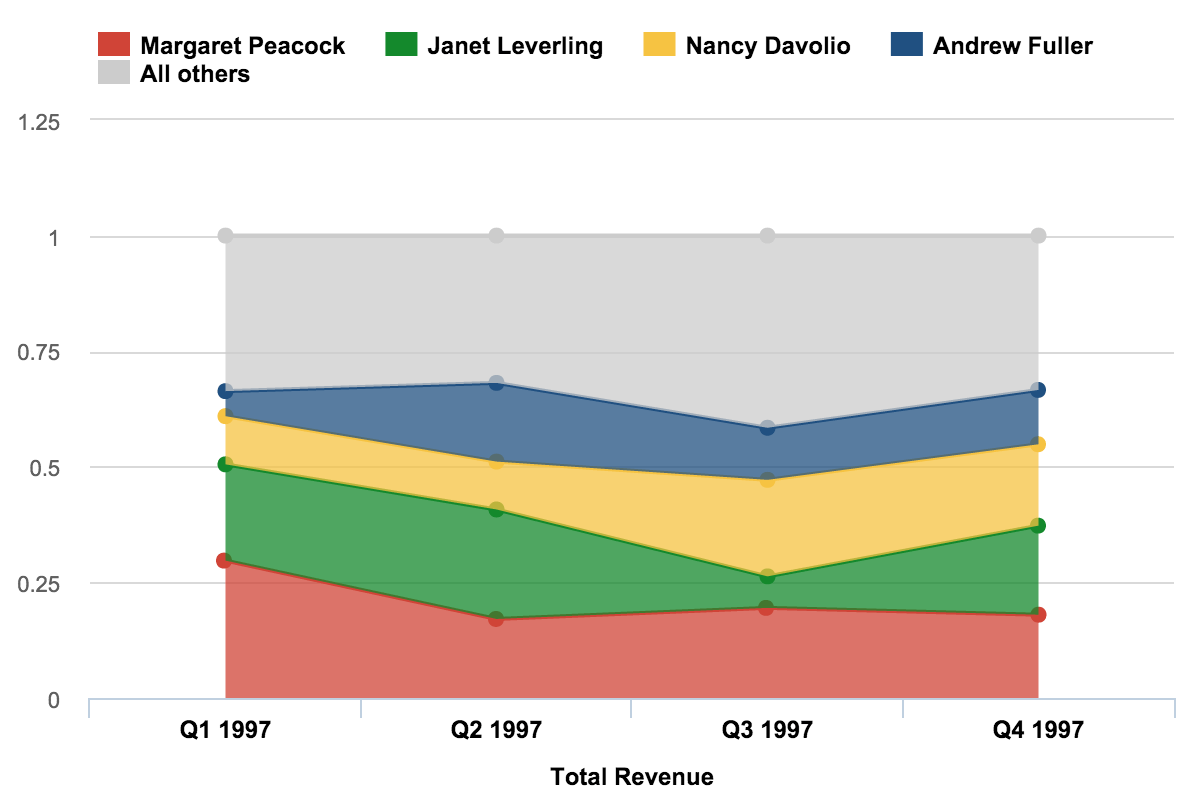 Margaret Peacock Janet Leverling Nancy Davolio Andrew Fuller
All others
1.25
1
0.75
0.5
0.25
0
Q1 1997 Q2 1997 Q3 1997 Q4 1997
Total Revenue